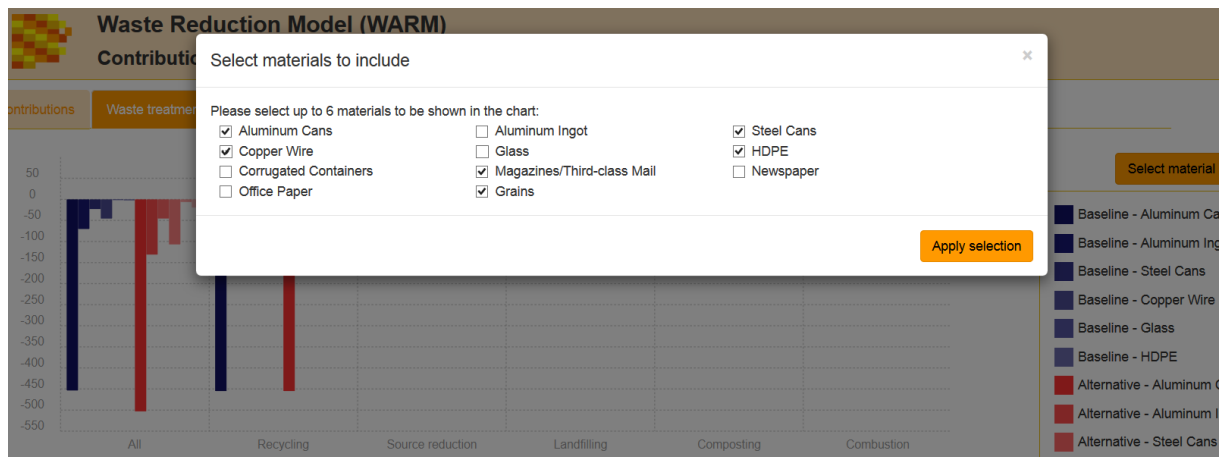 Waste Reduction Model (WARM)
Contributio
Select materials to include
×
ontributions
Waste treatmen
Please select up to 6 materials to be shown in the chart:
Aluminum Cans
Aluminum Ingot
Steel Cans
Copper Wire
Glass
HDPE
Corrugated Containers
Magazines/Third-class Mail
Newspaper
Office Paper
Grains
Apply selection
Select material
50
0
-50
-100
-150
-200
-250
-300
-350
-400
-450
-500
-550
All
Recycling
Source reduction
Landfilling
Composting
Combustion
Baseline - Aluminum Ca
Baseline - Aluminum Ing
Baseline - Steel Cans
Baseline - Copper Wire
Baseline - Glass
Baseline - HDPE
Alternative - Aluminum C
Alternative - Aluminum I
Alternative - Steel Cans